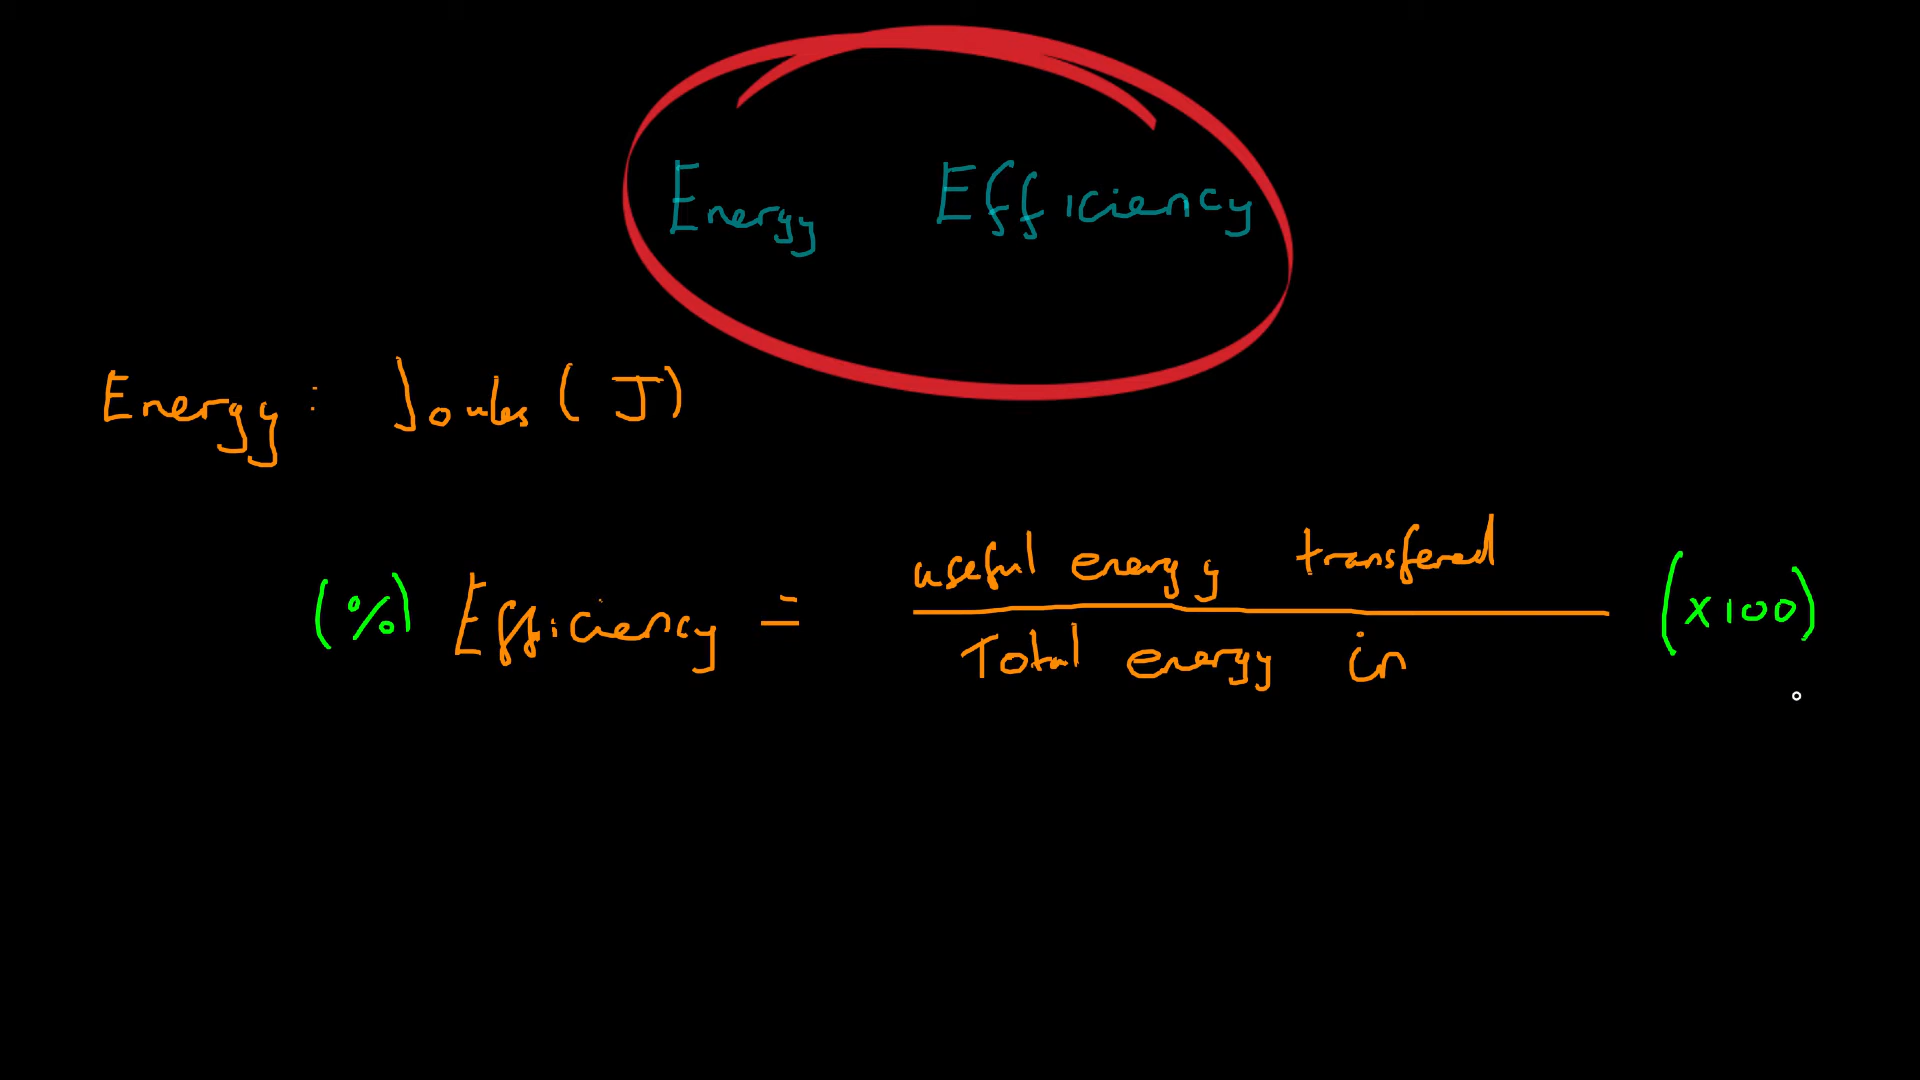 Energy Efficiency
Energy: Joules (J)
useful energy transfered
(%) Efficiency = (x100)
Total energy in